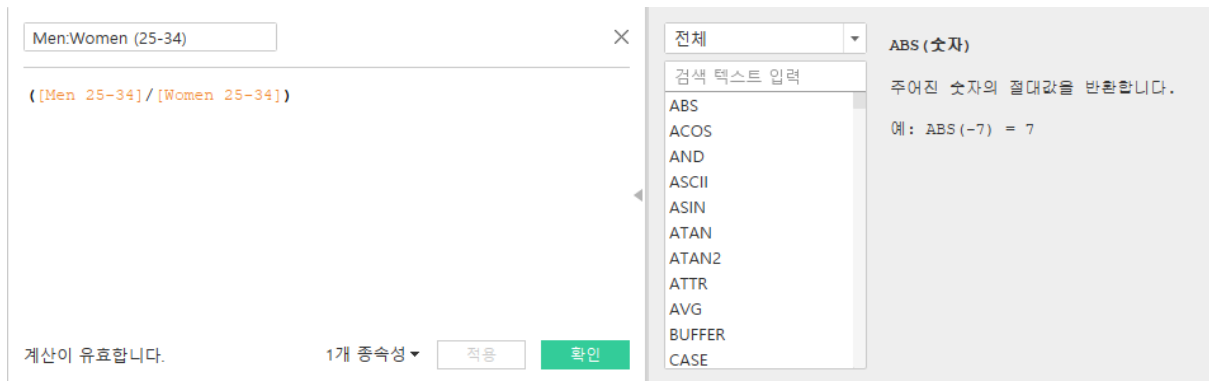 Men:Women (25-34)
([Men 25-34]/[Women 25-34])
계산이 유효합니다.
1개 종속성
적용
확인
전체
검색 텍스트 입력
ABS
ACOS
AND
ASCII
ASIN
ATAN
ATAN2
ATTR
AVG
BUFFER
CASE
ABS(숫자)
주어진 숫자의 절대값을 반환합니다.
예: ABS(-7) = 7